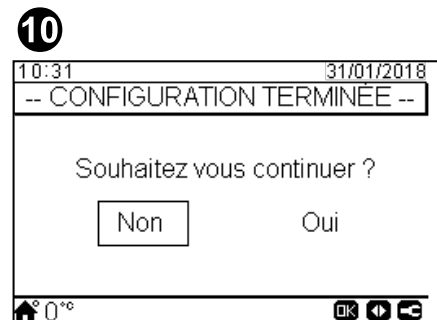 10
10:31 31/01/2018
-- CONFIGURATION TERMINÉE --
Souhaitez vous continuer ?
Non Oui
0°c OK